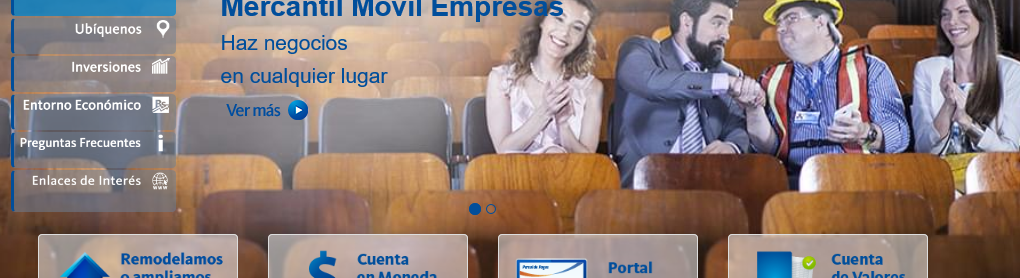 Mercantil Móvil Empresas
Haz negocios
en cualquier lugar
Ver más
Ubíquenos
Inversiones
Entorno Económico
Preguntas Frecuentes
Enlaces de Interés
Remodelamos
o ampliamos
Cuenta
en Moneda
Portal
Cuenta
de Valores